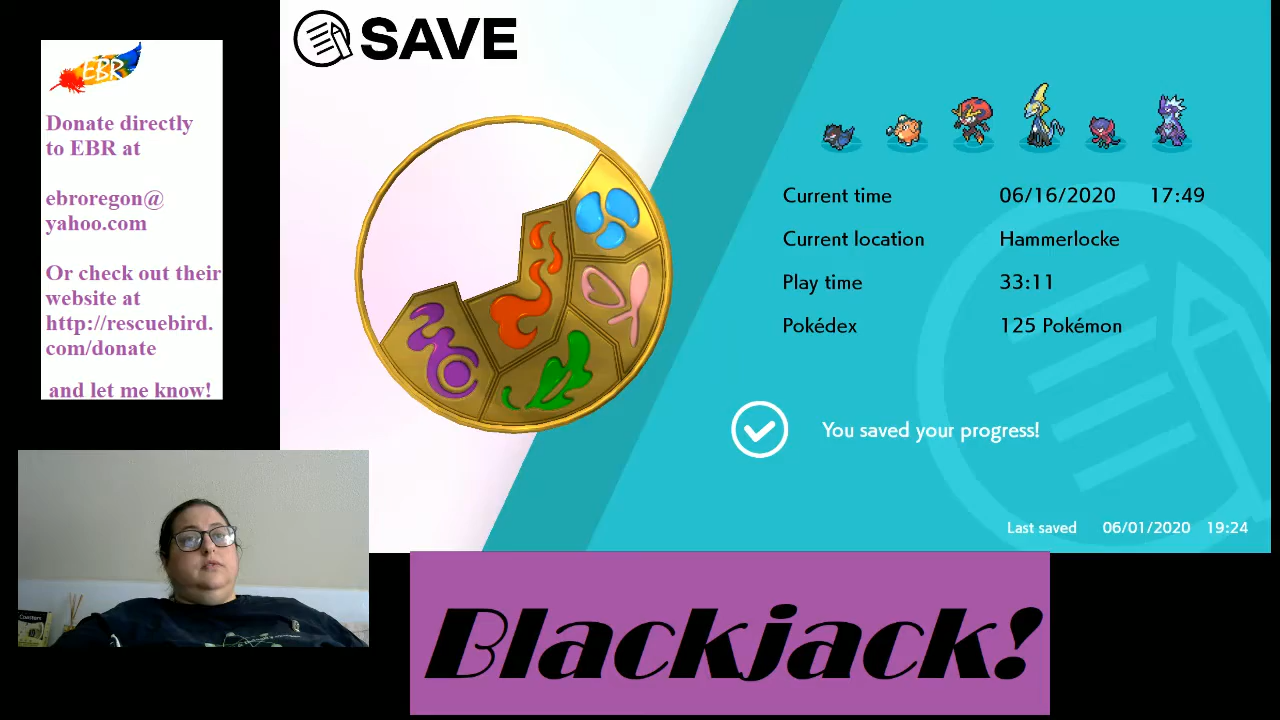 EBR
Donate directly
to EBR at
ebroregon@
yahoo.com
Or check out their
website at
http://rescuebird.
com/donate
and let me know!
SAVE
Current time 06/16/2020 17:49
Current location Hammerlocke
Play time 33:11
Pokédex 125 Pokémon
You saved your progress!
Last saved 06/01/2020 19:24
Coasters
Blackjack!